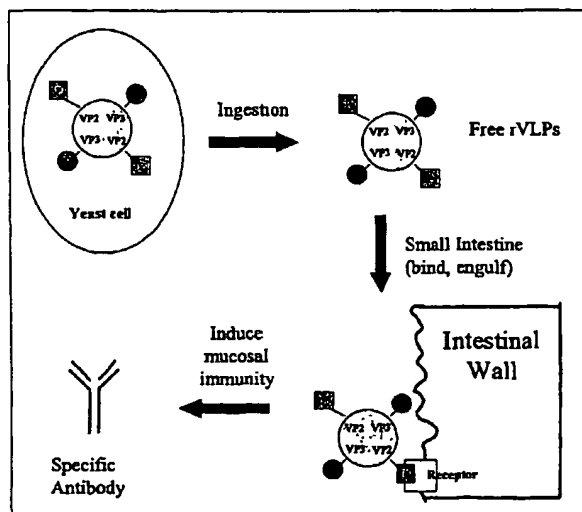 VP2 VP3
VP3 VP2
Yeast cell
Ingestion
VP2 VP3
VP3 VP2
Free rVLPs
Small Intestine
(bind, engulf)
Intestinal
Wall
VP2 VP3
VP3 VP2
Receptor
Induce
mucosal
immunity
Specific
Antibody